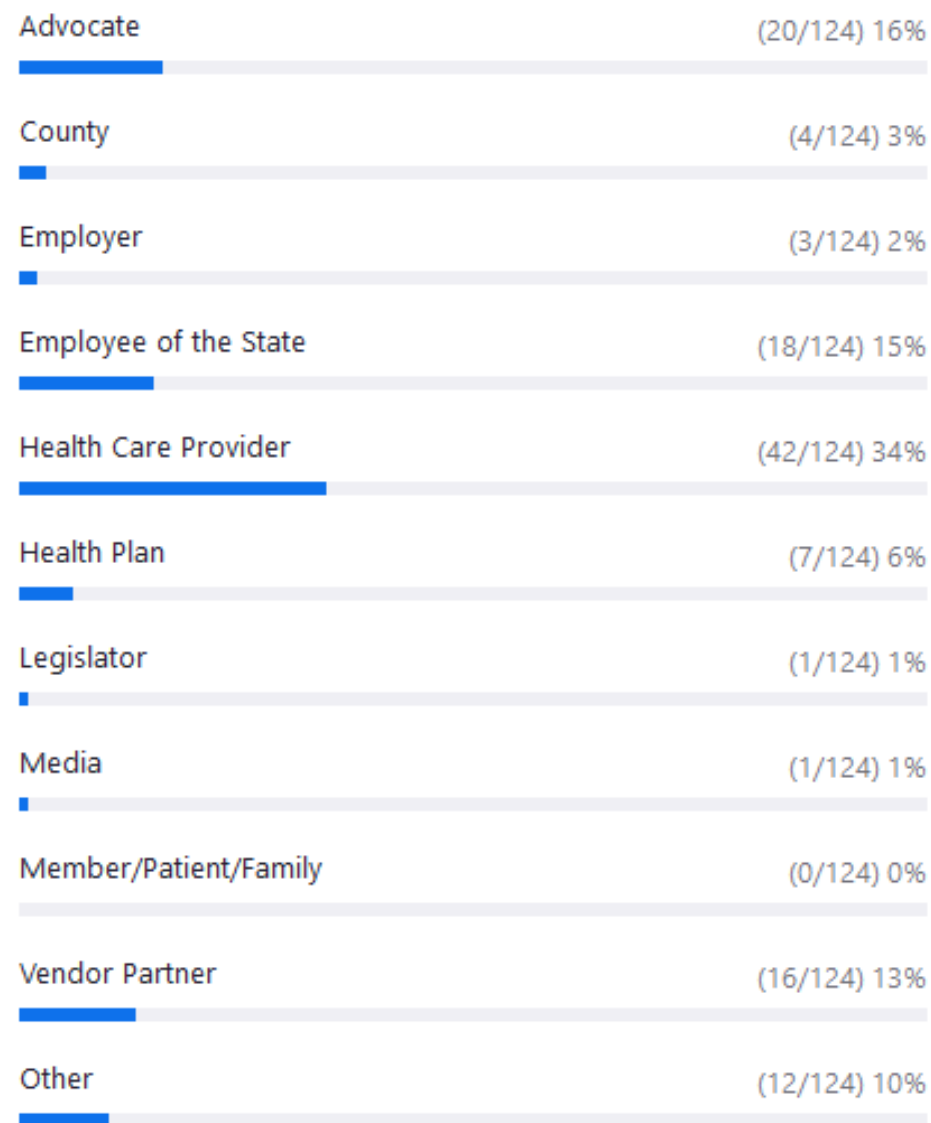 Advocate (20/124) 16%
County (4/124) 3%
Employer (3/124) 2%
Employee of the State (18/124) 15%
Health Care Provider (42/124) 34%
Health Plan (7/124) 6%
Legislator (1/124) 1%
Media (1/124) 1%
Member/Patient/Family (0/124) 0%
Vendor Partner (16/124) 13%
Other (12/124) 10%